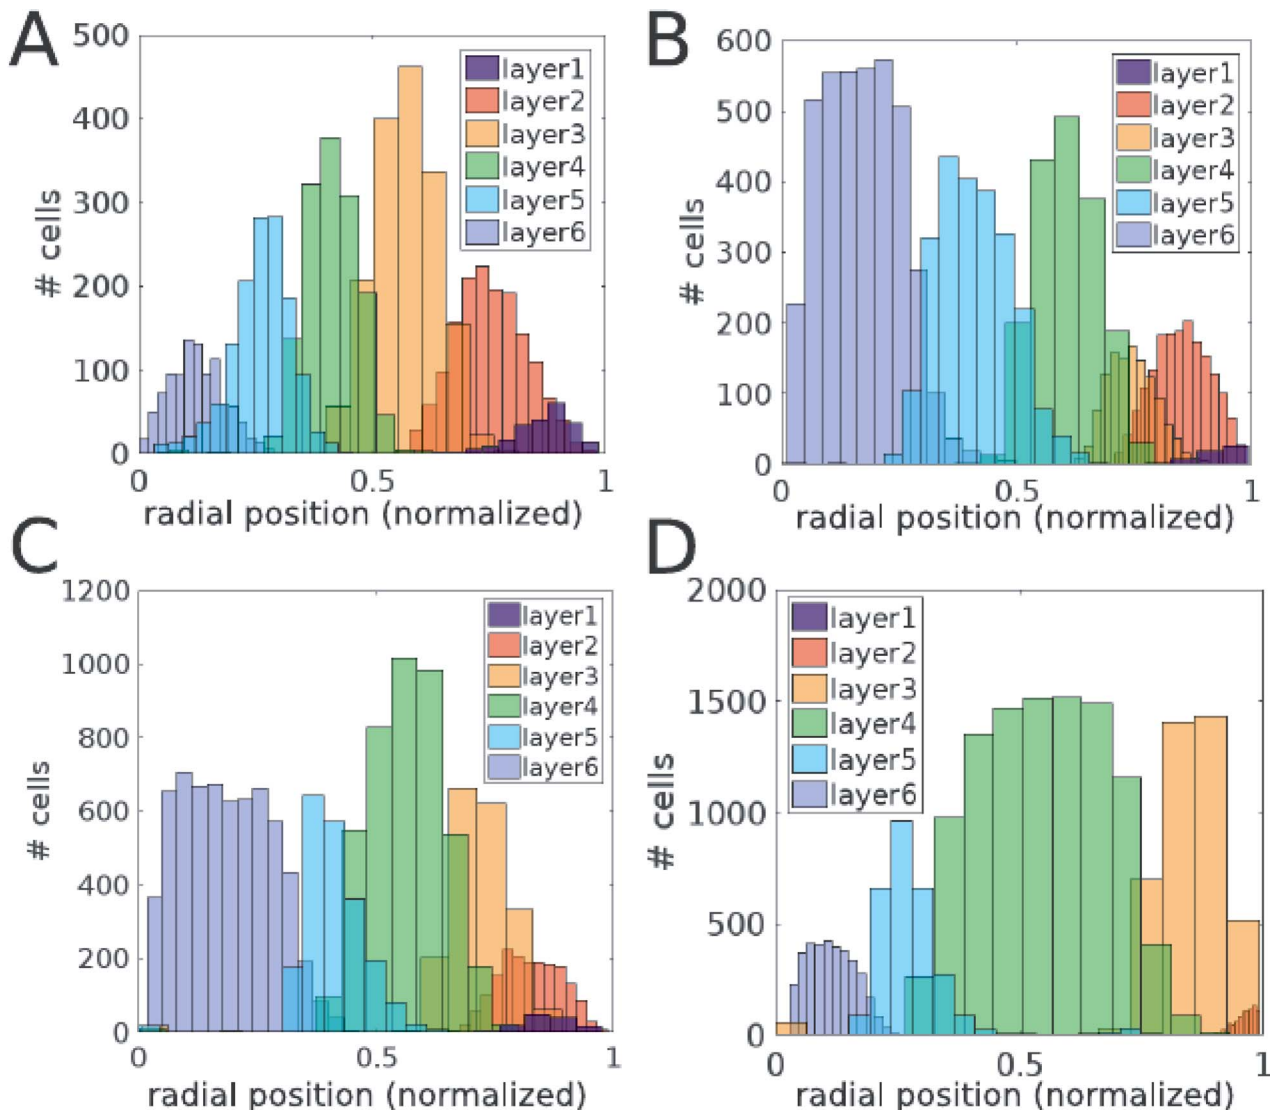 A
500
400
300
200
100
0
# cells
layer1
layer2
layer3
layer4
layer5
layer6
0
0.5
1
radial position (normalized)
B
600
500
400
300
200
100
0
# cells
layer1
layer2
layer3
layer4
layer5
layer6
0
0.5
1
radial position (normalized)
C
1200
1000
800
600
400
200
0
# cells
layer1
layer2
layer3
layer4
layer5
layer6
0
0.5
1
radial position (normalized)
D
2000
1500
1000
500
0
# cells
layer1
layer2
layer3
layer4
layer5
layer6
0
0.5
1
radial position (normalized)